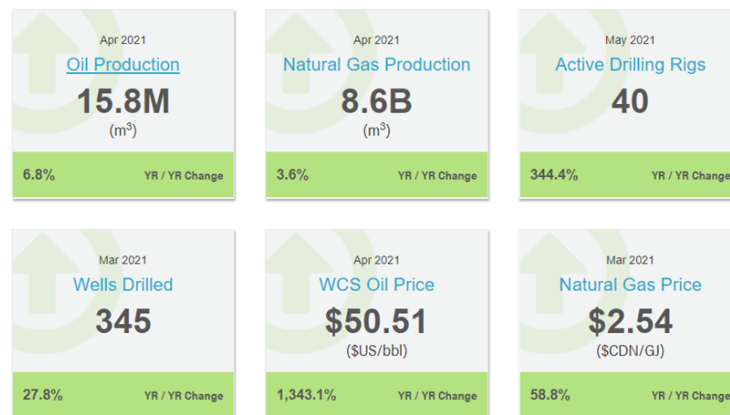 Apr 2021
Oil Production
15.8M
(m³)
6.8% YR / YR Change
Apr 2021
Natural Gas Production
8.6B
(m³)
3.6% YR / YR Change
May 2021
Active Drilling Rigs
40
344.4% YR / YR Change
Mar 2021
Wells Drilled
345
27.8% YR / YR Change
Apr 2021
WCS Oil Price
$50.51
($US/bbl)
1,343.1% YR / YR Change
Mar 2021
Natural Gas Price
$2.54
($CDN/GJ)
58.8% YR / YR Change